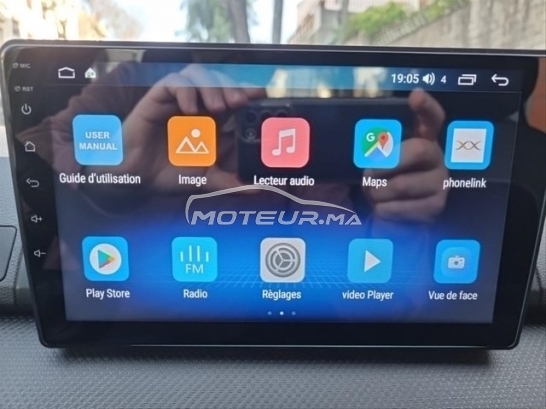 MIC
RST
19:05 4
USER
MANUAL
G
XX
Guide d'utilisation Image Lecteur audio Maps phonelink
MOTEUR.MA
FM
Play Store Radio Règlages video Player Vue de face